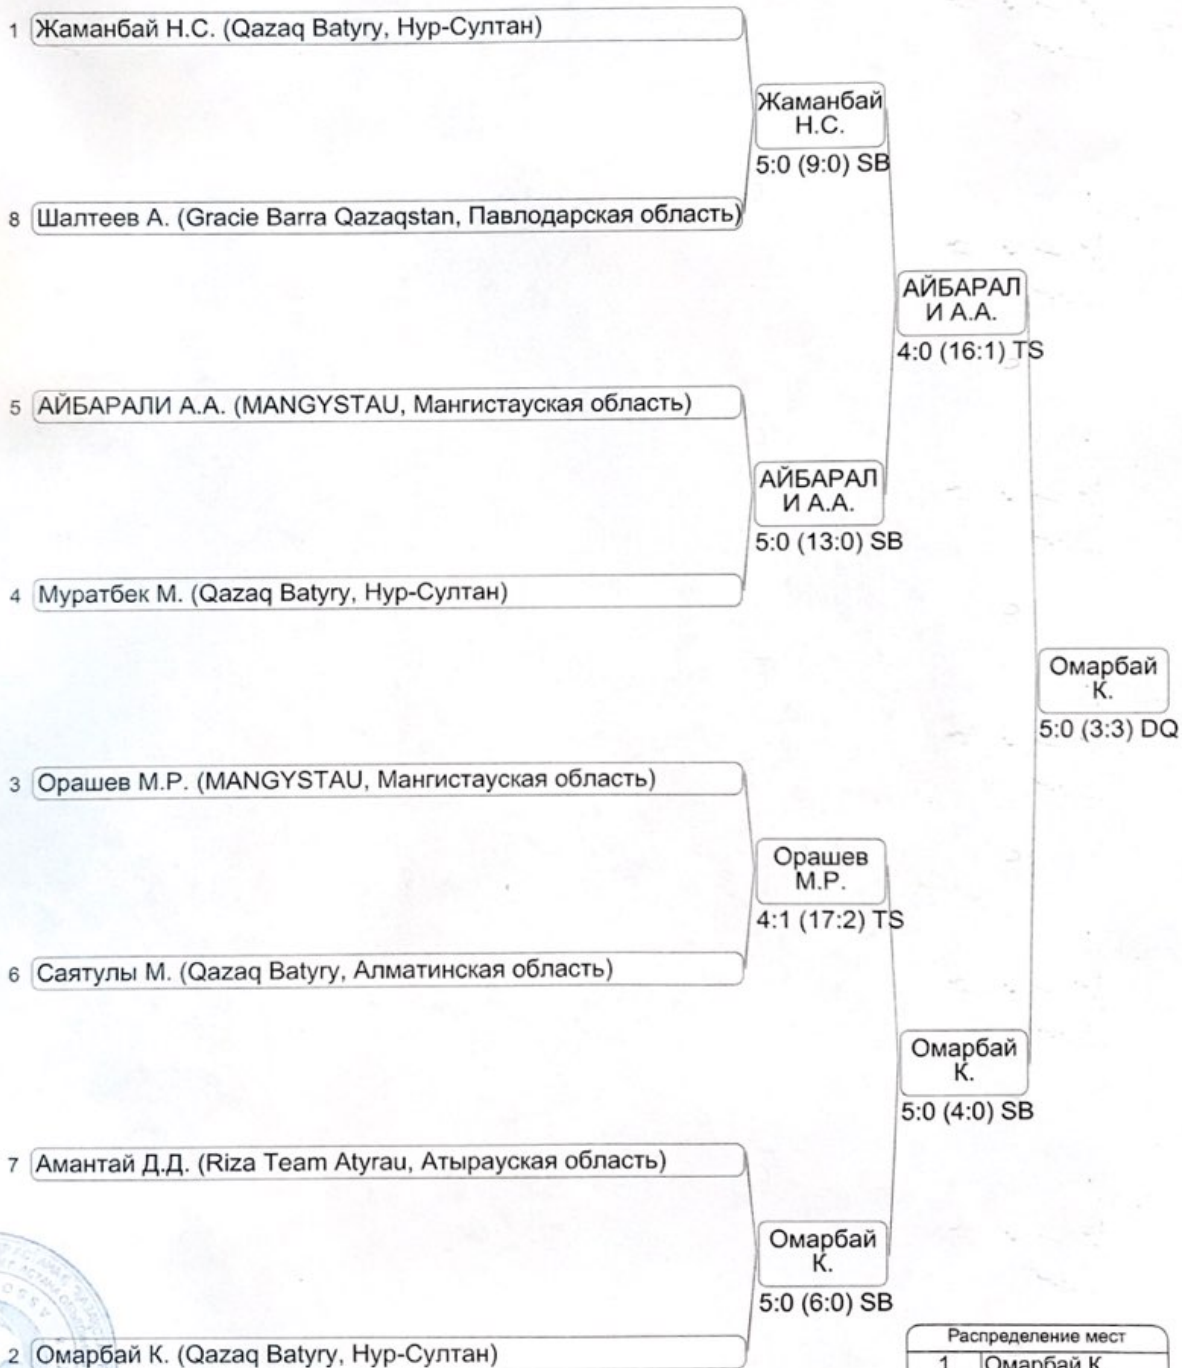 1 Жаманбай Н.С. (Qazaq Batyry, Нур-Султан)
Жаманбай
Н.С.
5:0 (9:0) SB
8 Шалтеев А. (Gracie Barra Qazaqstan, Павлодарская область)
АЙБАРАЛ
И А.А.
4:0 (16:1) TS
5 АЙБАРАЛИ А.А. (MANGYSTAU, Мангистауская область)
АЙБАРАЛ
И А.А.
5:0 (13:0) SB
4 Муратбек М. (Qazaq Batyry, Нур-Султан)
Омарбай
К.
5:0 (3:3) DQ
3 Орашев М.Р. (MANGYSTAU, Мангистауская область)
Орашев
М.Р.
4:1 (17:2) TS
6 Саятулы М. (Qazaq Batyry, Алматинская область)
Омарбай
К.
5:0 (4:0) SB
7 Амантай Д.Д. (Riza Team Atyrau, Атырауская область)
Омарбай
К.
5:0 (6:0) SB
2 Омарбай К. (Qazaq Batyry, Нур-Султан)
Распределение мест
1 Омарбай К.